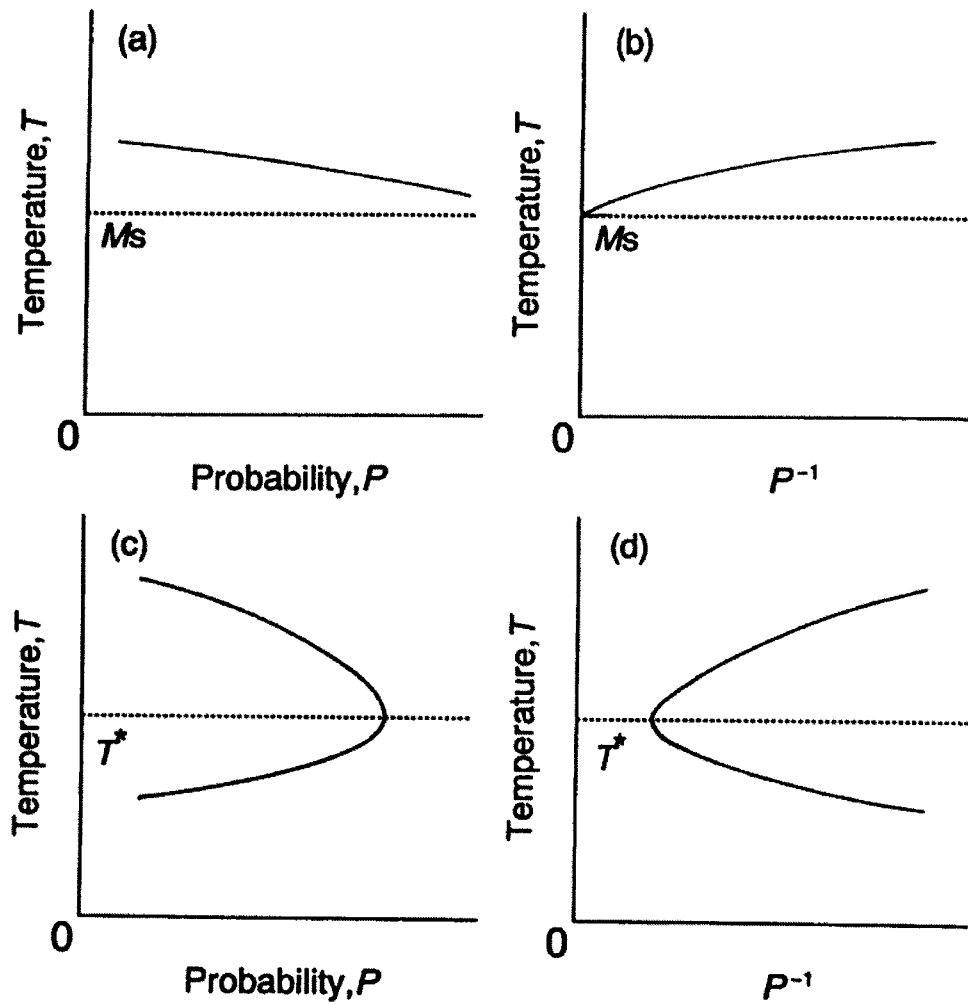 (a)
Temperature, T
Ms
0
Probability, P
(b)
Temperature, T
Ms
0
P⁻¹
(c)
Temperature, T
T*
0
Probability, P
(d)
Temperature, T
T*
0
P⁻¹